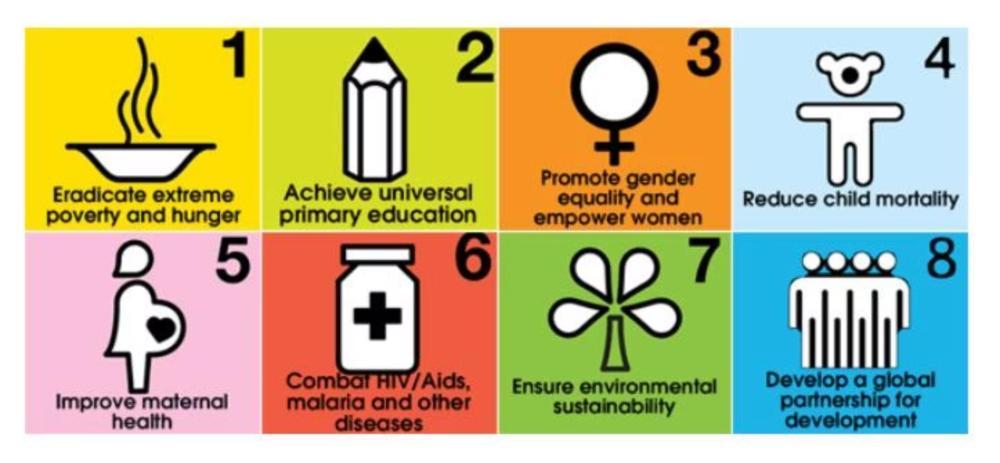 1
Eradicate extreme
poverty and hunger
2
Achieve universal
primary education
3
Promote gender
equality and
empower women
4
Reduce child mortality
5
Improve maternal
health
6
Combat HIV/Aids,
malaria and other
diseases
7
Ensure environmental
sustainability
8
Develop a global
partnership for
development